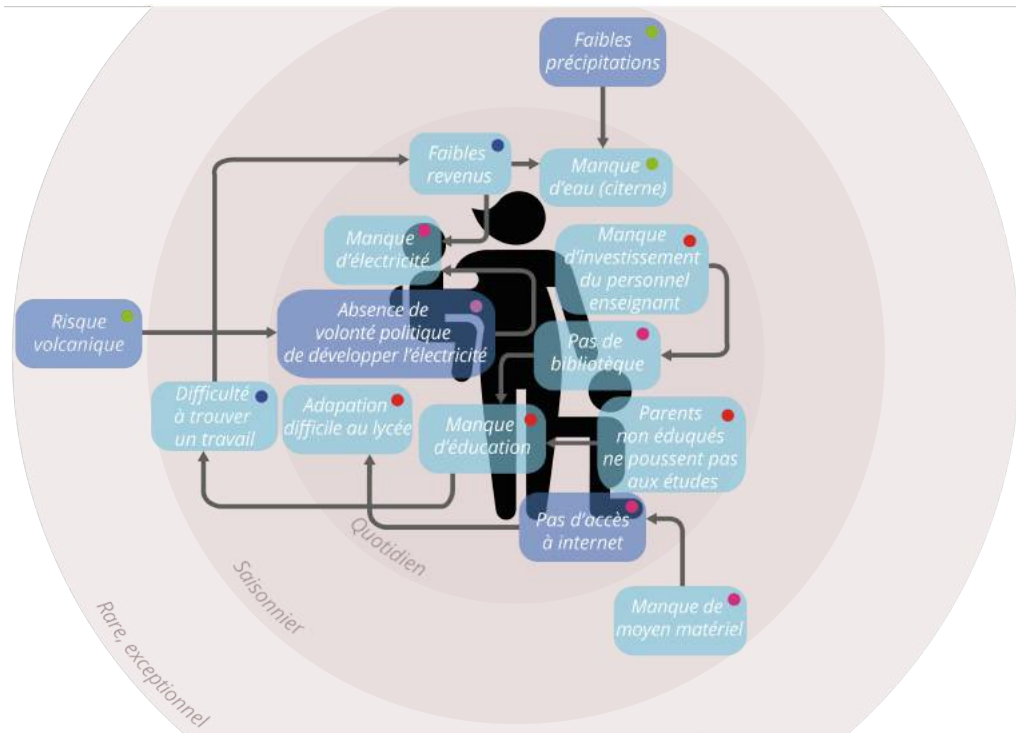 Faibles
précipitations
Faibles
revenus
Manque
d'eau (citerne)
Manque
d'électricité
Manque
d'investissement
du personnel
enseignant
Risque
volcanique
Absence de
volonté politique
de développer l'électricité
Pas de
bibliotèque
Difficulté
à trouver
un travail
Adapation
difficile au lycée
Manque
d'éducation
Parents
non éduqués
ne poussent pas
aux études
Pas d'accès
à internet
Quotidien
Saisonnier
Rare, exceptionnel
Manque de
moyen matériel